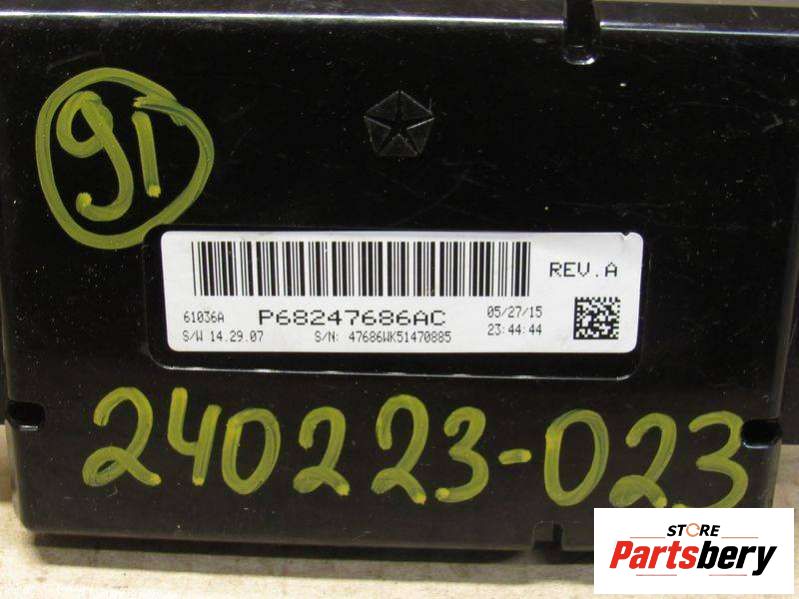 91
REV.A
61036A P68247686AC 05/27/15
S/W 14.29.07 S/N: 47686WK51470885 23:44:44
240223-023
STORE
Partsbery